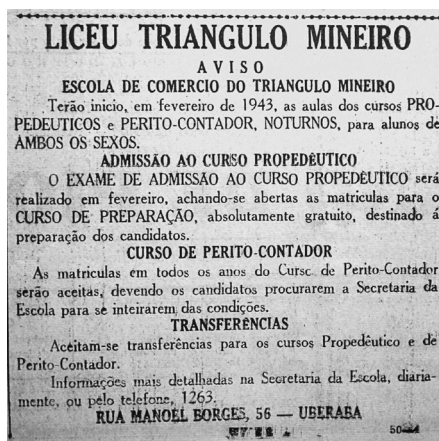 LICEU TRIANGULO MINEIRO
AVISO
ESCOLA DE COMERCIO DO TRIANGULO MINEIRO
Terão inicio, em fevereiro de 1943, as aulas dos cursos PRO-
PEDEUTICOS e PERITO-CONTADOR, NOTURNOS, para alunos de
AMBOS OS SEXOS.
ADMISSÃO AO CURSO PROPEDÊUTICO
O EXAME DE ADMISSÃO AO CURSO PROPEDÊUTICO será
realizado em fevereiro, achando-se abertas as matriculas para o
CURSO DE PREPARAÇÃO, absolutamente gratuito, destinado á
preparação dos candidatos.
CURSO DE PERITO-CONTADOR
As matriculas em todos os anos do Curso de Perito-Contador
serão aceitas, devendo os candidatos procurarem a Secretaria da
Escola para se inteirarem das condições.
TRANSFERÊNCIAS
Aceitam-se transferências para os cursos Propedêutico e de
Perito-Contador.
Informações mais detalhadas na Secretaria da Escola, diaria-
mente, ou pelo telefone, 1263.
RUA MANOEL BORGES, 56 — UBERABA